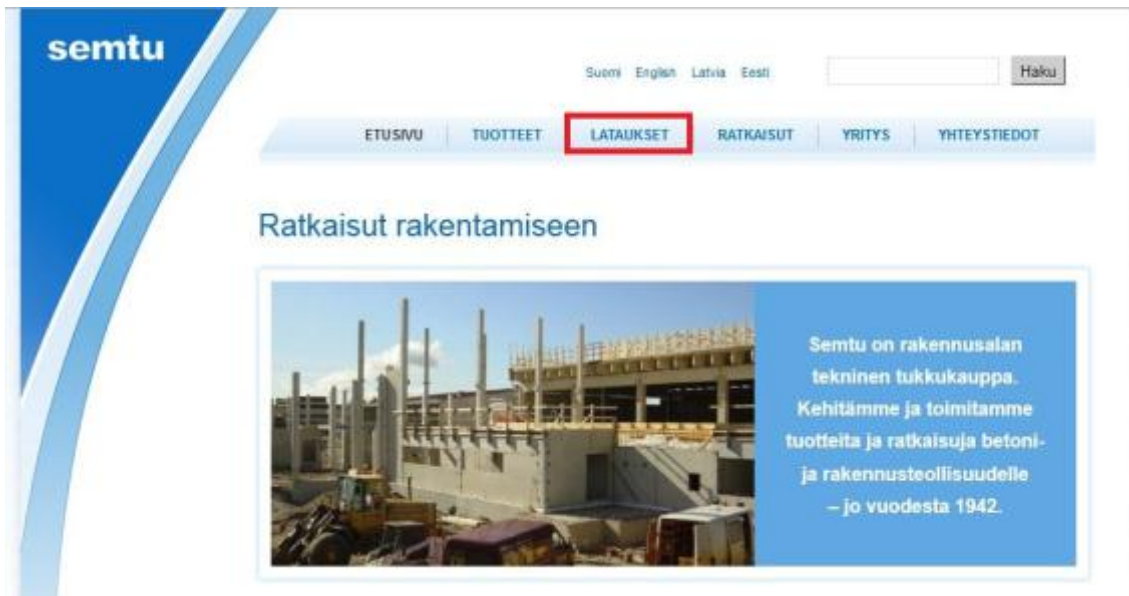 semtu
Suomi English Latvia Eesti
Haku
ETUSIVU TUOTTEET LATAUKSET RATKAISUT YRITYS YHTEYSTIEDOT
Ratkaisut rakentamiseen
Semtu on rakennusalan
tekninen tukkukauppa.
Kehitämme ja toimitamme
tuotteita ja ratkaisuja betoni-
ja rakennusteollisuudelle
– jo vuodesta 1942.